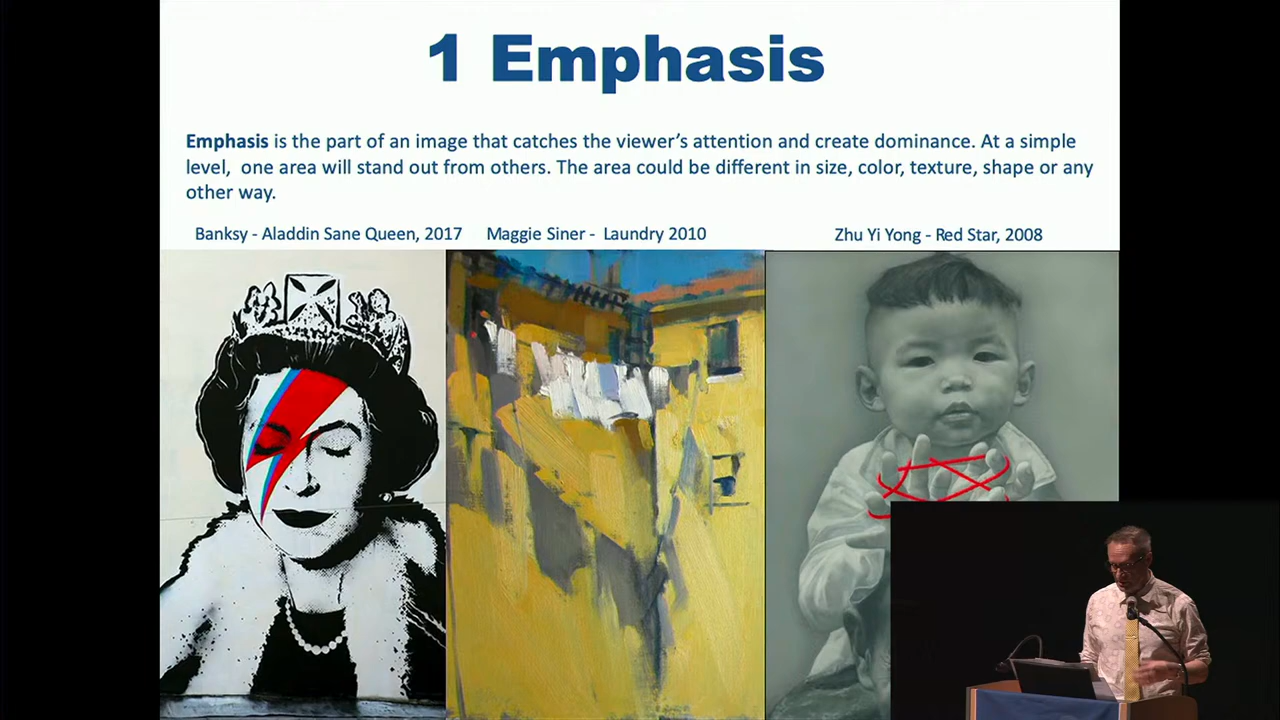 1 Emphasis
Emphasis is the part of an image that catches the viewer's attention and create dominance. At a simple
level,  one area will stand out from others. The area could be different in size, color, texture, shape or any
other way.
Banksy - Aladdin Sane Queen, 2017
Maggie Siner -  Laundry 2010
Zhu Yi Yong - Red Star, 2008